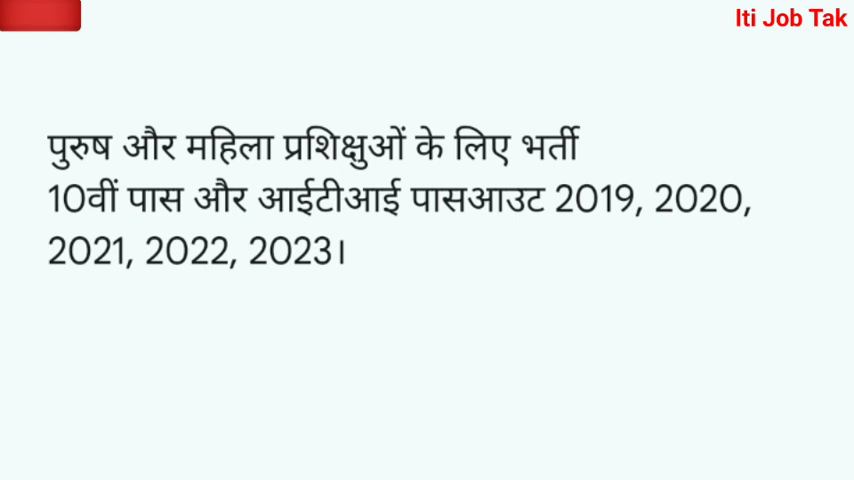 Iti Job Tak
पुरुष और महिला प्रशिक्षुओं के लिए भर्ती
10वीं पास और आईटीआई पासआउट 2019, 2020,
2021, 2022, 2023।